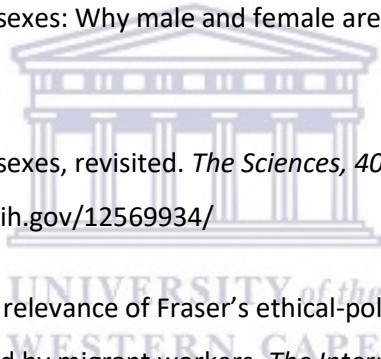 sexes: Why male and female are
sexes, revisited. The Sciences, 40
ih.gov/12569934/
UNIVERSITY of the
relevance of Fraser's ethical-pol
WESTERN CAPE
d by migrant workers. The Inter